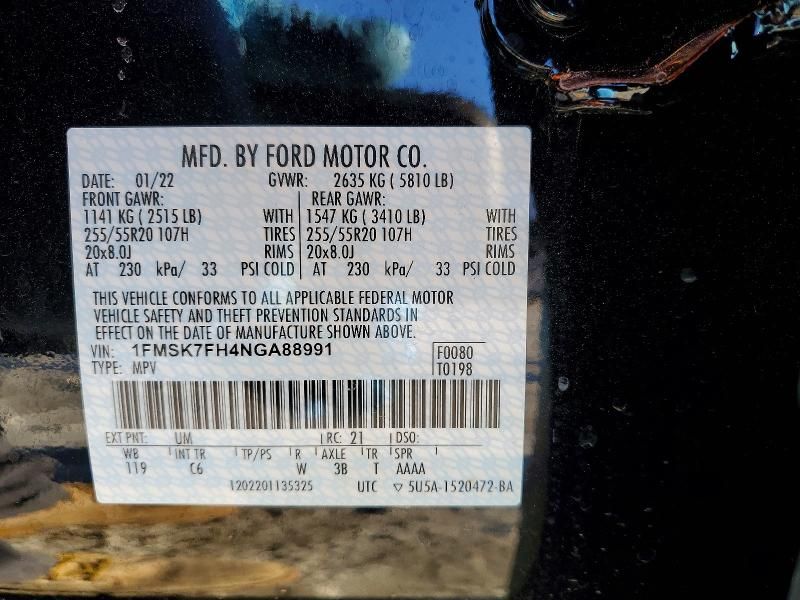 MFD. BY FORD MOTOR CO.
DATE: 01/22 GVWR: 2635 KG ( 5810 LB)
FRONT GAWR: REAR GAWR:
1141 KG ( 2515 LB) WITH 1547 KG ( 3410 LB) WITH
255/55R20 107H TIRES 255/55R20 107H TIRES
20x8.0J RIMS 20x8.0J RIMS
AT 230 kPa/ 33 PSI COLD AT 230 kPa/ 33 PSI COLD
THIS VEHICLE CONFORMS TO ALL APPLICABLE FEDERAL MOTOR
VEHICLE SAFETY AND THEFT PREVENTION STANDARDS IN
EFFECT ON THE DATE OF MANUFACTURE SHOWN ABOVE.
VIN: 1FMSK7FH4NGA88991 F0080
TYPE: MPV T0198
EXT PNT: UM RC: 21 DSO:
WB INT TR TP/PS R AXLE TR SPR
119 C6 W 3B T AAAA
1202201135325 UTC ▽ 5U5A-1520472-BA